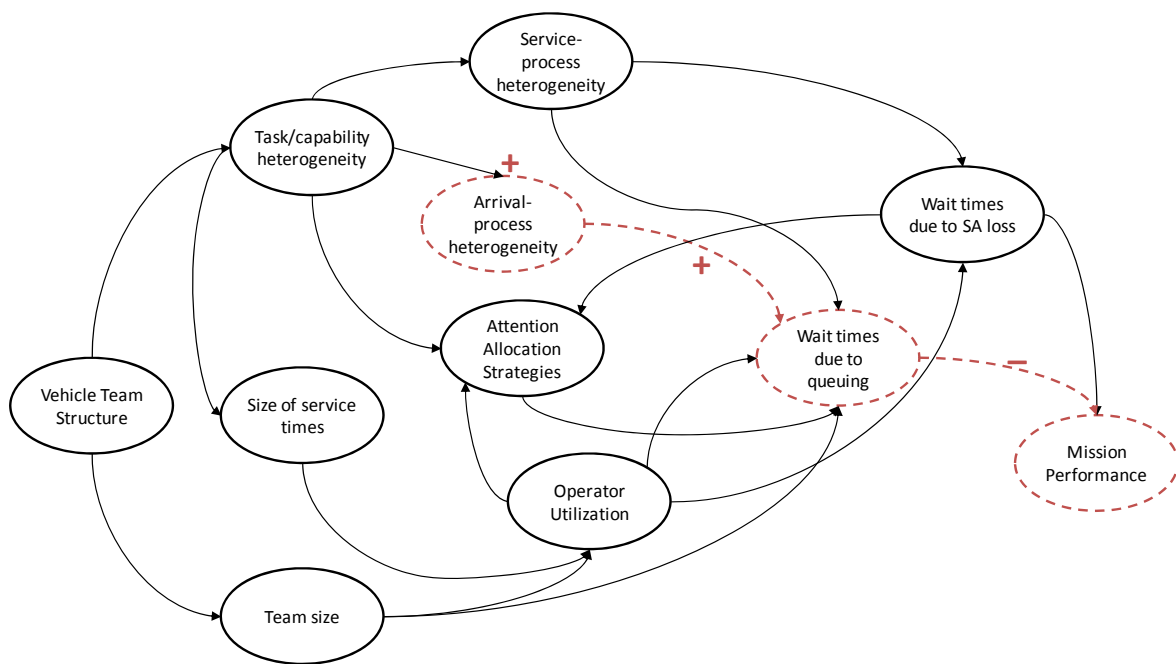 Service-
process
heterogeneity
Task/capability
heterogeneity
+
Arrival-
process
heterogeneity
Wait times
due to SA loss
+
Attention
Allocation
Strategies
Wait times
due to
queuing
−
Vehicle Team
Structure
Size of service
times
Mission
Performance
Operator
Utilization
Team size